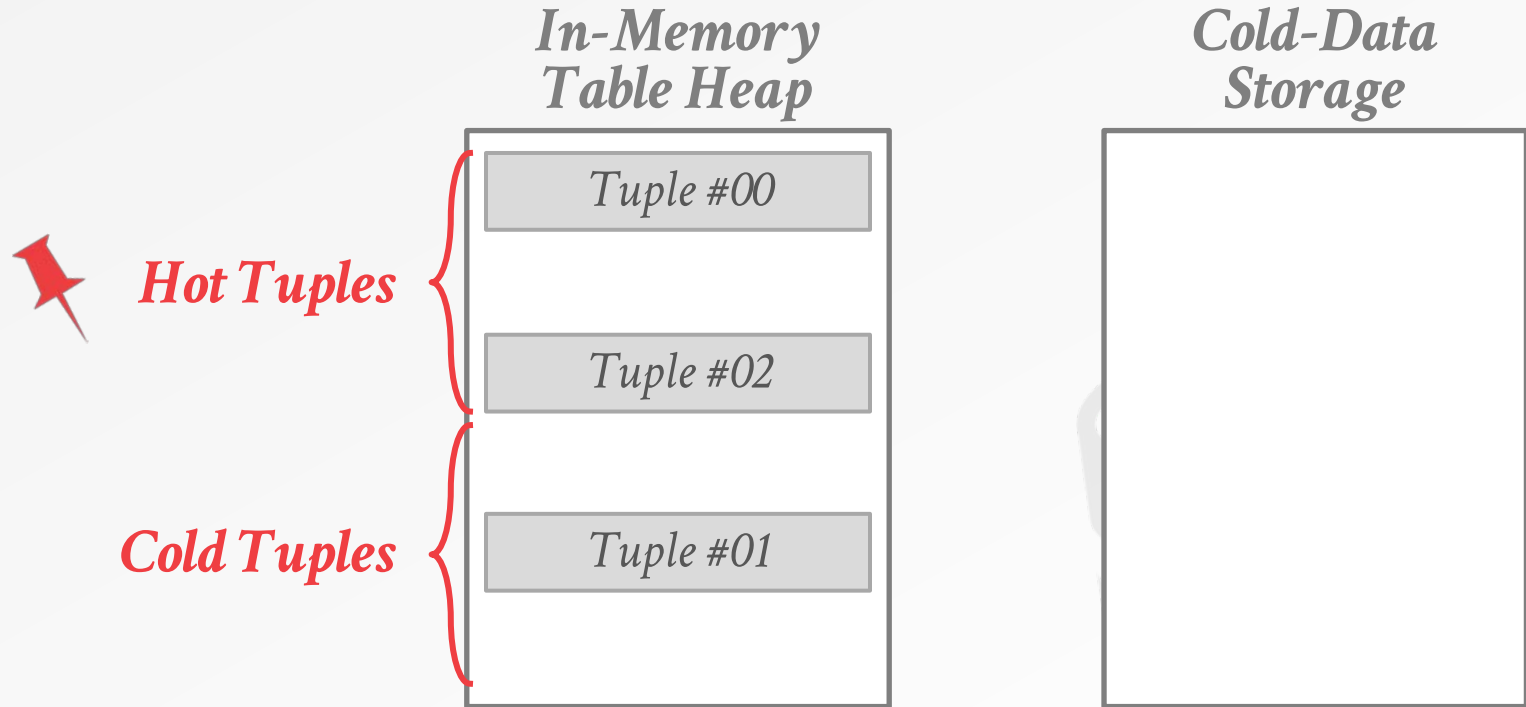 In-Memory
Table Heap
Cold-Data
Storage
Tuple #00
Hot Tuples
Tuple #02
Cold Tuples
Tuple #01